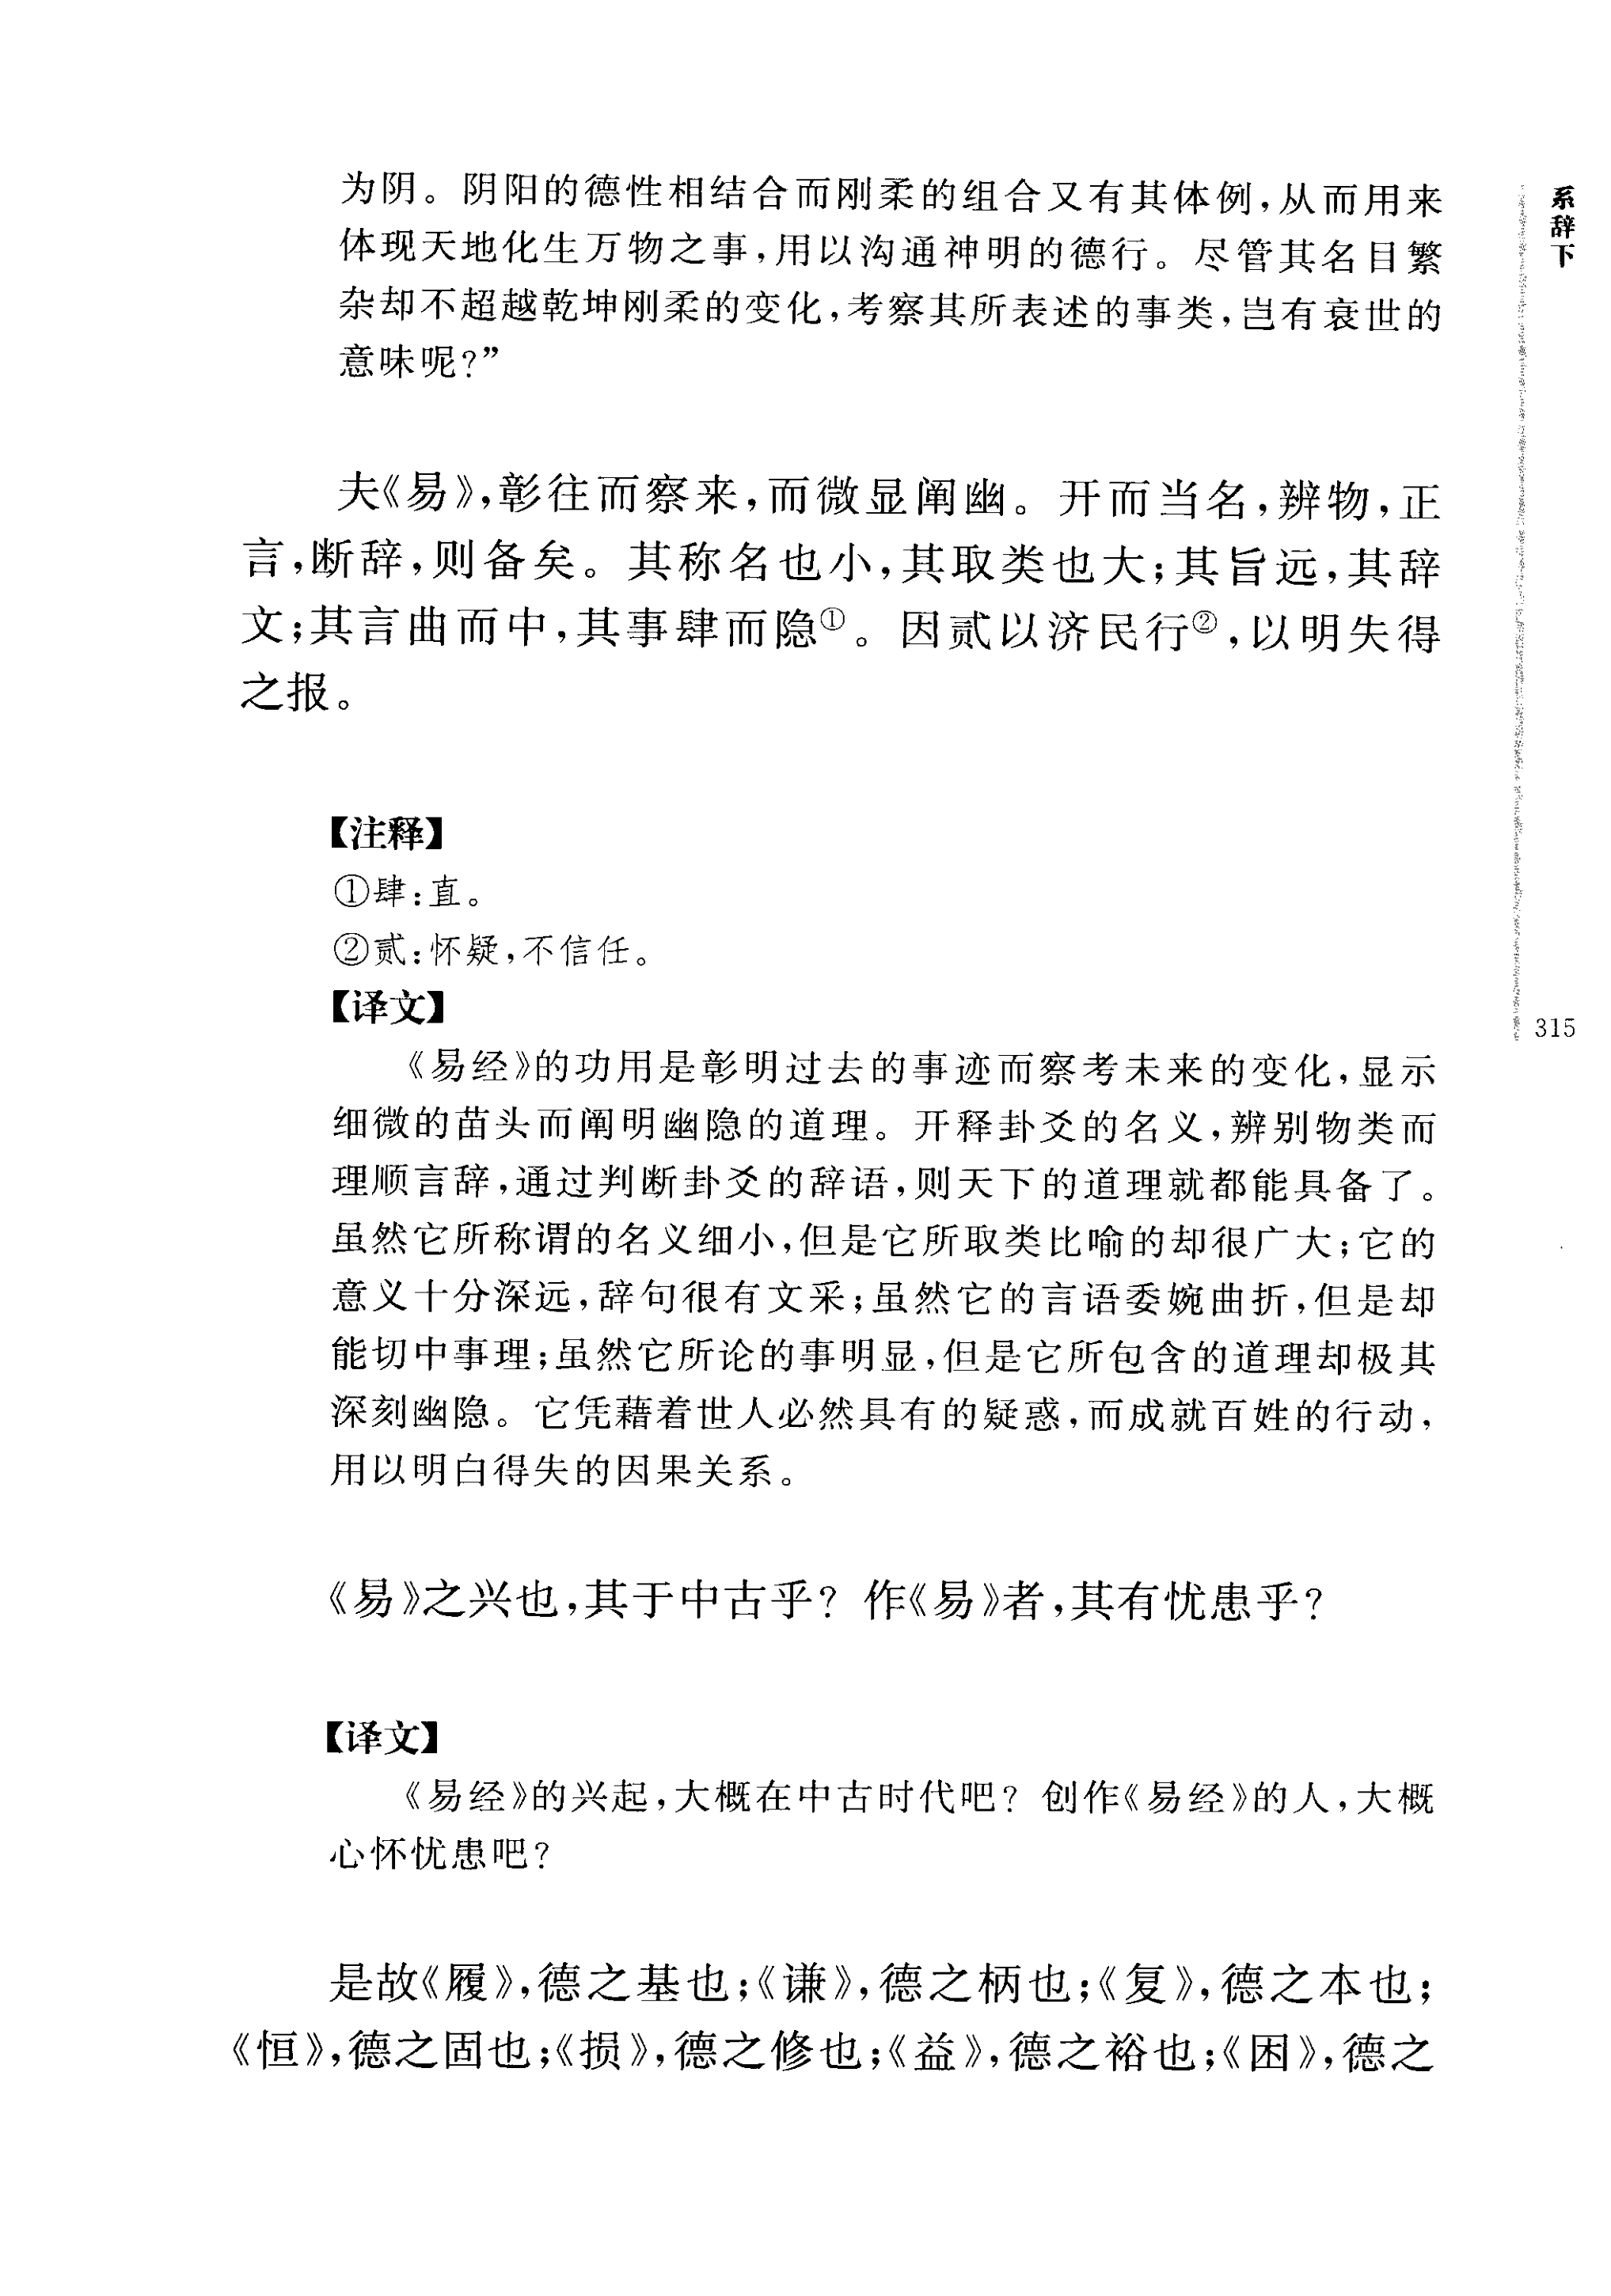 为阴。阴阳的德性相结合而刚柔的组合又有其体例，从而用来
体现天地化生万物之事，用以沟通神明的德行。尽管其名目繁
杂却不超越乾坤刚柔的变化，考察其所表述的事类，岂有衰世的
意味呢？”
夫《易》，彰往而察来，而微显阐幽。开而当名，辨物，正
言，断辞，则备矣。其称名也小，其取类也大；其旨远，其辞
文；其言曲而中，其事肆而隐①。因贰以济民行②，以明失得
之报。
【注释】
①肆：直。
②贰：怀疑，不信任。
【译文】
《易经》的功用是彰明过去的事迹而察考未来的变化，显示
细微的苗头而阐明幽隐的道理。开释卦爻的名义，辨别物类而
理顺言辞，通过判断卦爻的辞语，则天下的道理就都能具备了。
虽然它所称谓的名义细小，但是它所取类比喻的却很广大；它的
意义十分深远，辞句很有文采；虽然它的言语委婉曲折，但是却
能切中事理；虽然它所论的事明显，但是它所包含的道理却极其
深刻幽隐。它凭藉着世人必然具有的疑惑，而成就百姓的行动，
用以明白得失的因果关系。
《易》之兴也，其于中古乎？作《易》者，其有忧患乎？
【译文】
《易经》的兴起，大概在中古时代吧？创作《易经》的人，大概
心怀忧患吧？
是故《履》，德之基也；《谦》，德之柄也；《复》，德之本也；
《恒》，德之固也；《损》，德之修也；《益》，德之裕也；《困》，德之
系辞下
315